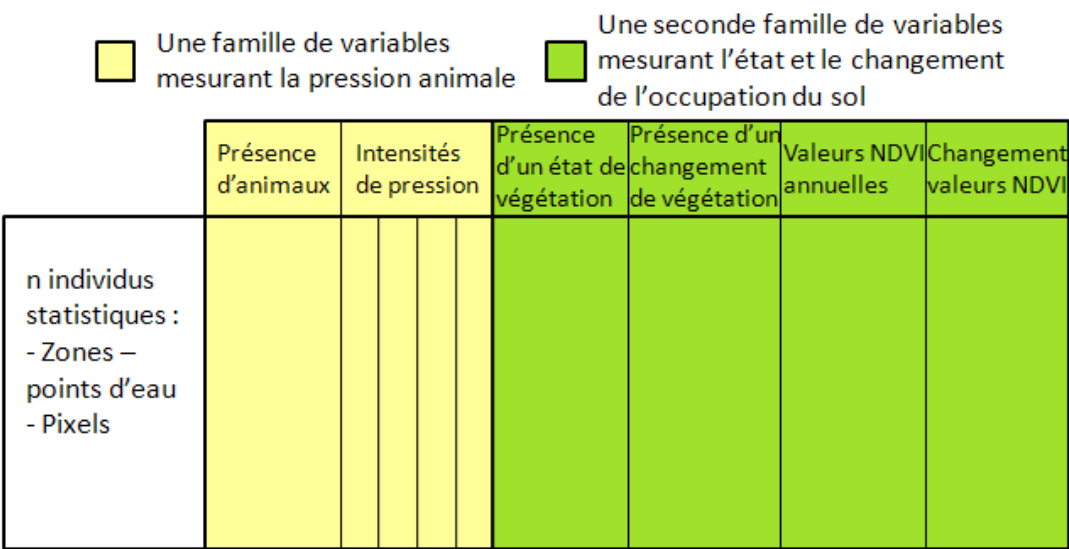 Une famille de variables
mesurant la pression animale
Une seconde famille de variables
mesurant l'état et le changement
de l'occupation du sol
Présence
d'animaux
Intensités
de pression
Présence
d'un état de
végétation
Présence d'un
changement
de végétation
Valeurs NDVI
annuelles
Changement
valeurs NDVI
n individus
statistiques :
- Zones –
points d'eau
- Pixels